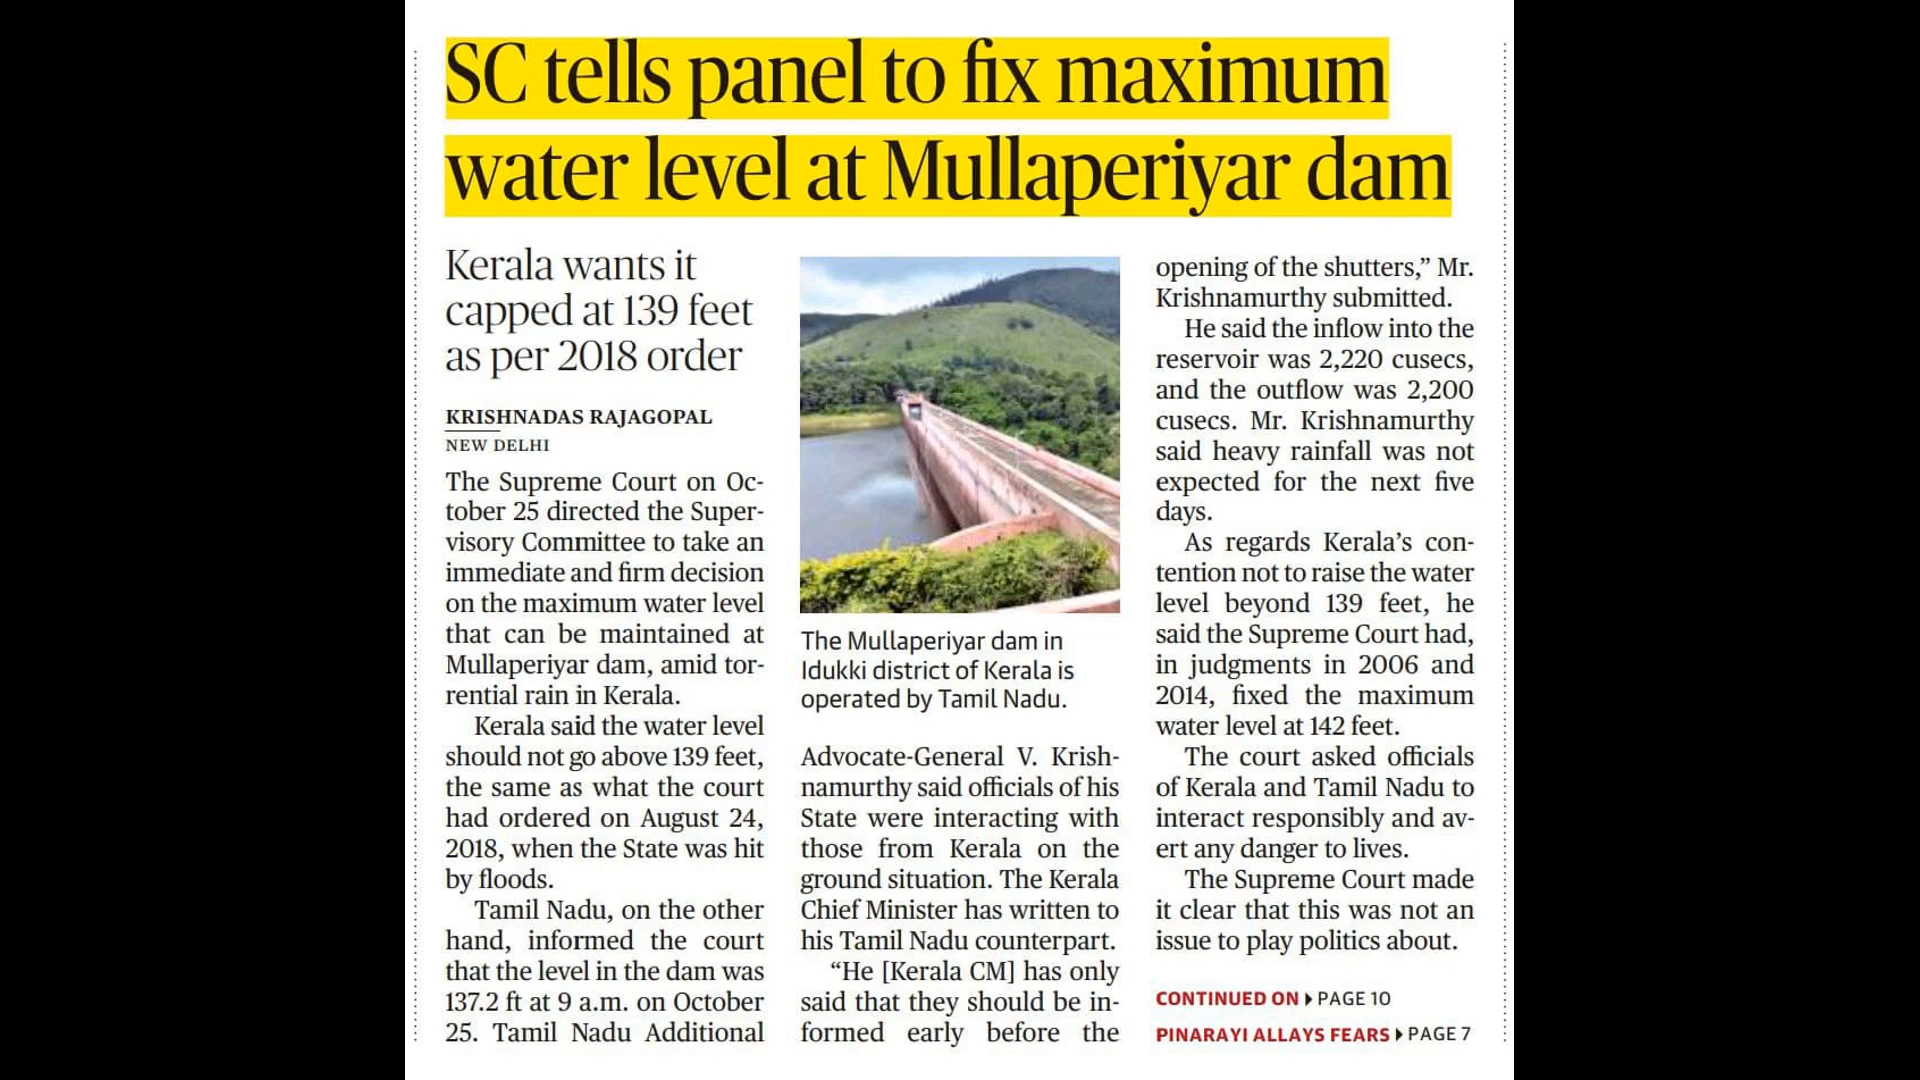 SC tells panel to fix maximum
water level at Mullaperiyar dam
Kerala wants it
capped at 139 feet
as per 2018 order
KRISHNADAS RAJAGOPAL
NEW DELHI
The Supreme Court on Oc-
tober 25 directed the Super-
visory Committee to take an
immediate and firm decision
on the maximum water level
that can be maintained at
Mullaperiyar dam, amid tor-
rential rain in Kerala.
Kerala said the water level
should not go above 139 feet,
the same as what the court
had ordered on August 24,
2018, when the State was hit
by floods.
Tamil Nadu, on the other
hand, informed the court
that the level in the dam was
137.2 ft at 9 a.m. on October
25. Tamil Nadu Additional
The Mullaperiyar dam in
Idukki district of Kerala is
operated by Tamil Nadu.
Advocate-General V. Krish-
namurthy said officials of his
State were interacting with
those from Kerala on the
ground situation. The Kerala
Chief Minister has written to
his Tamil Nadu counterpart.
“He [Kerala CM] has only
said that they should be in-
formed early before the
opening of the shutters,” Mr.
Krishnamurthy submitted.
He said the inflow into the
reservoir was 2,220 cusecs,
and the outflow was 2,200
cusecs. Mr. Krishnamurthy
said heavy rainfall was not
expected for the next five
days.
As regards Kerala’s con-
tention not to raise the water
level beyond 139 feet, he
said the Supreme Court had,
in judgments in 2006 and
2014, fixed the maximum
water level at 142 feet.
The court asked officials
of Kerala and Tamil Nadu to
interact responsibly and av-
ert any danger to lives.
The Supreme Court made
it clear that this was not an
issue to play politics about.
CONTINUED ON PAGE 10
PINARAYI ALLAYS FEARS PAGE 7